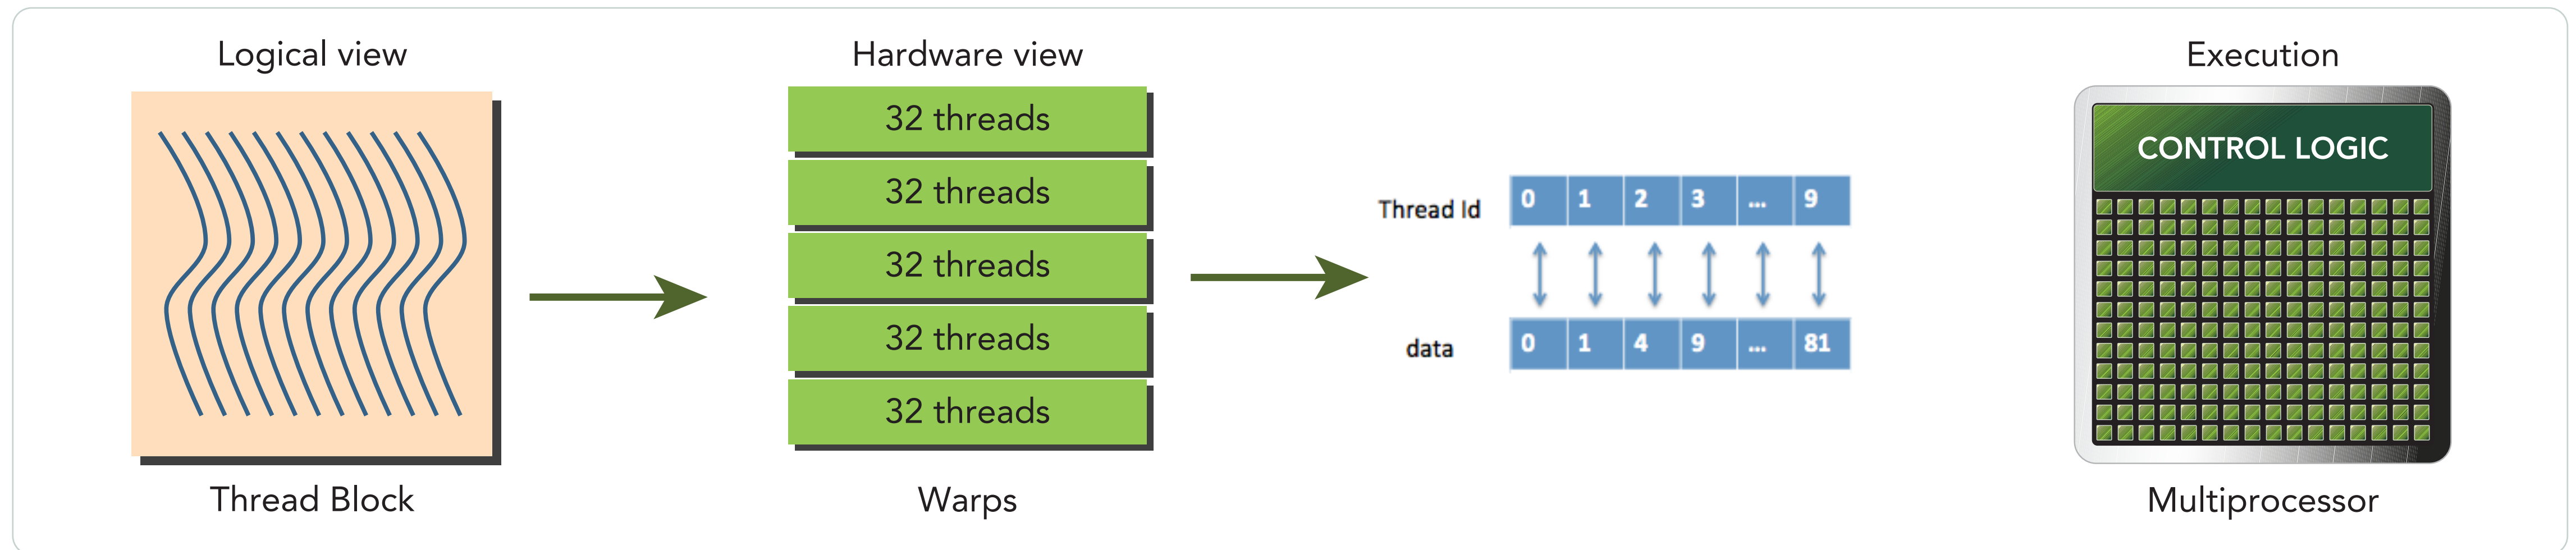 Logical view
Thread Block
Hardware view
32 threads
32 threads
32 threads
32 threads
32 threads
Warps
Thread Id 0 1 2 3 ... 9
data 0 1 4 9 ... 81
Execution
CONTROL LOGIC
Multiprocessor